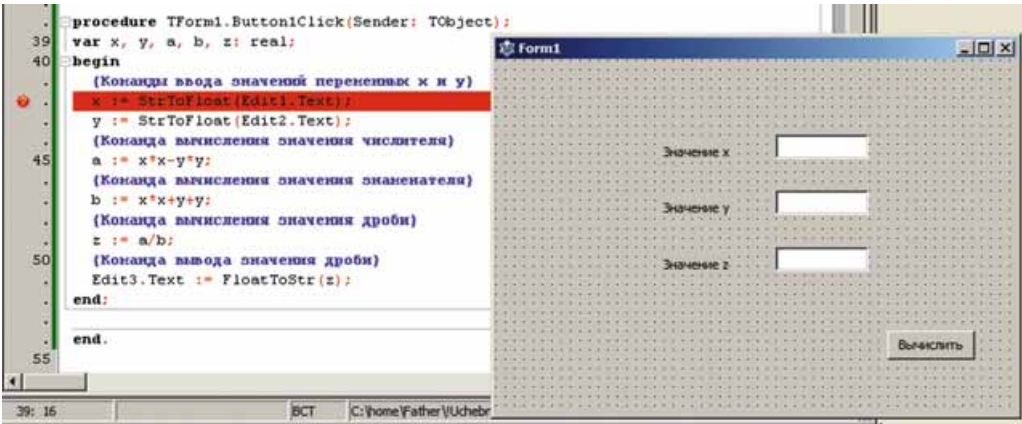 procedure TForm1.Button1Click(Sender: TObject);
39 var x, y, a, b, z: real;
40 begin
{Команды ввода значений переменных x и y}
x := StrToFloat(Edit1.Text);
y := StrToFloat(Edit2.Text);
{Команда вычисления значения числителя}
45 a := x*x-y*y;
{Команда вычисления значения знаменателя}
b := x*x+y+y;
{Команда вычисления значения дроби}
z := a/b;
50 {Команда вывода значения дроби}
Edit3.Text := FloatToStr(z);
end;
end.
55
39: 16 ВСТ C:\home\Father\Uchebn
Form1
Значение x
Значение y
Значение z
Вычислить